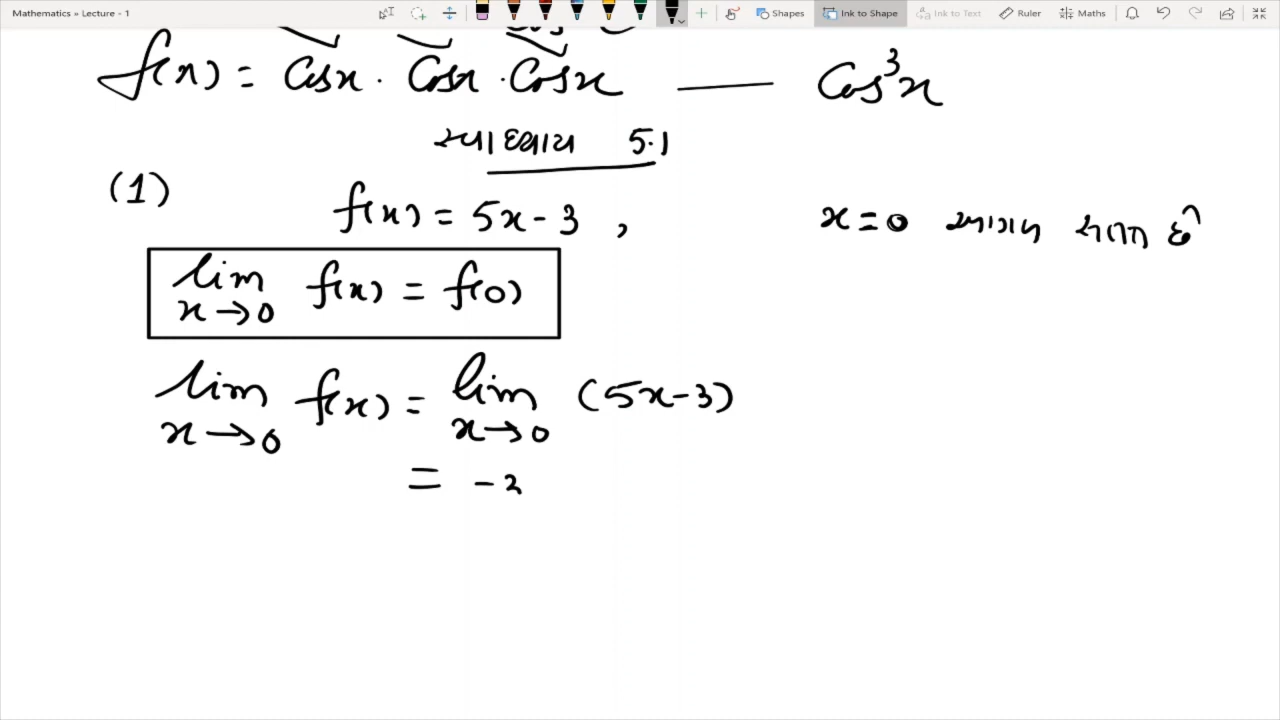 Mathematics » Lecture - 1
Shapes Ink to Shape Ink to Text Ruler Maths
f(x) = Cosx · Cosx · Cosx —— Cos³x
સ્વાધ્યાય 5.1
(1) f(x) = 5x - 3 , x = 0 આગળ સતત છે
lim x→0 f(x) = f(0)
lim x→0 f(x) = lim x→0 (5x-3)